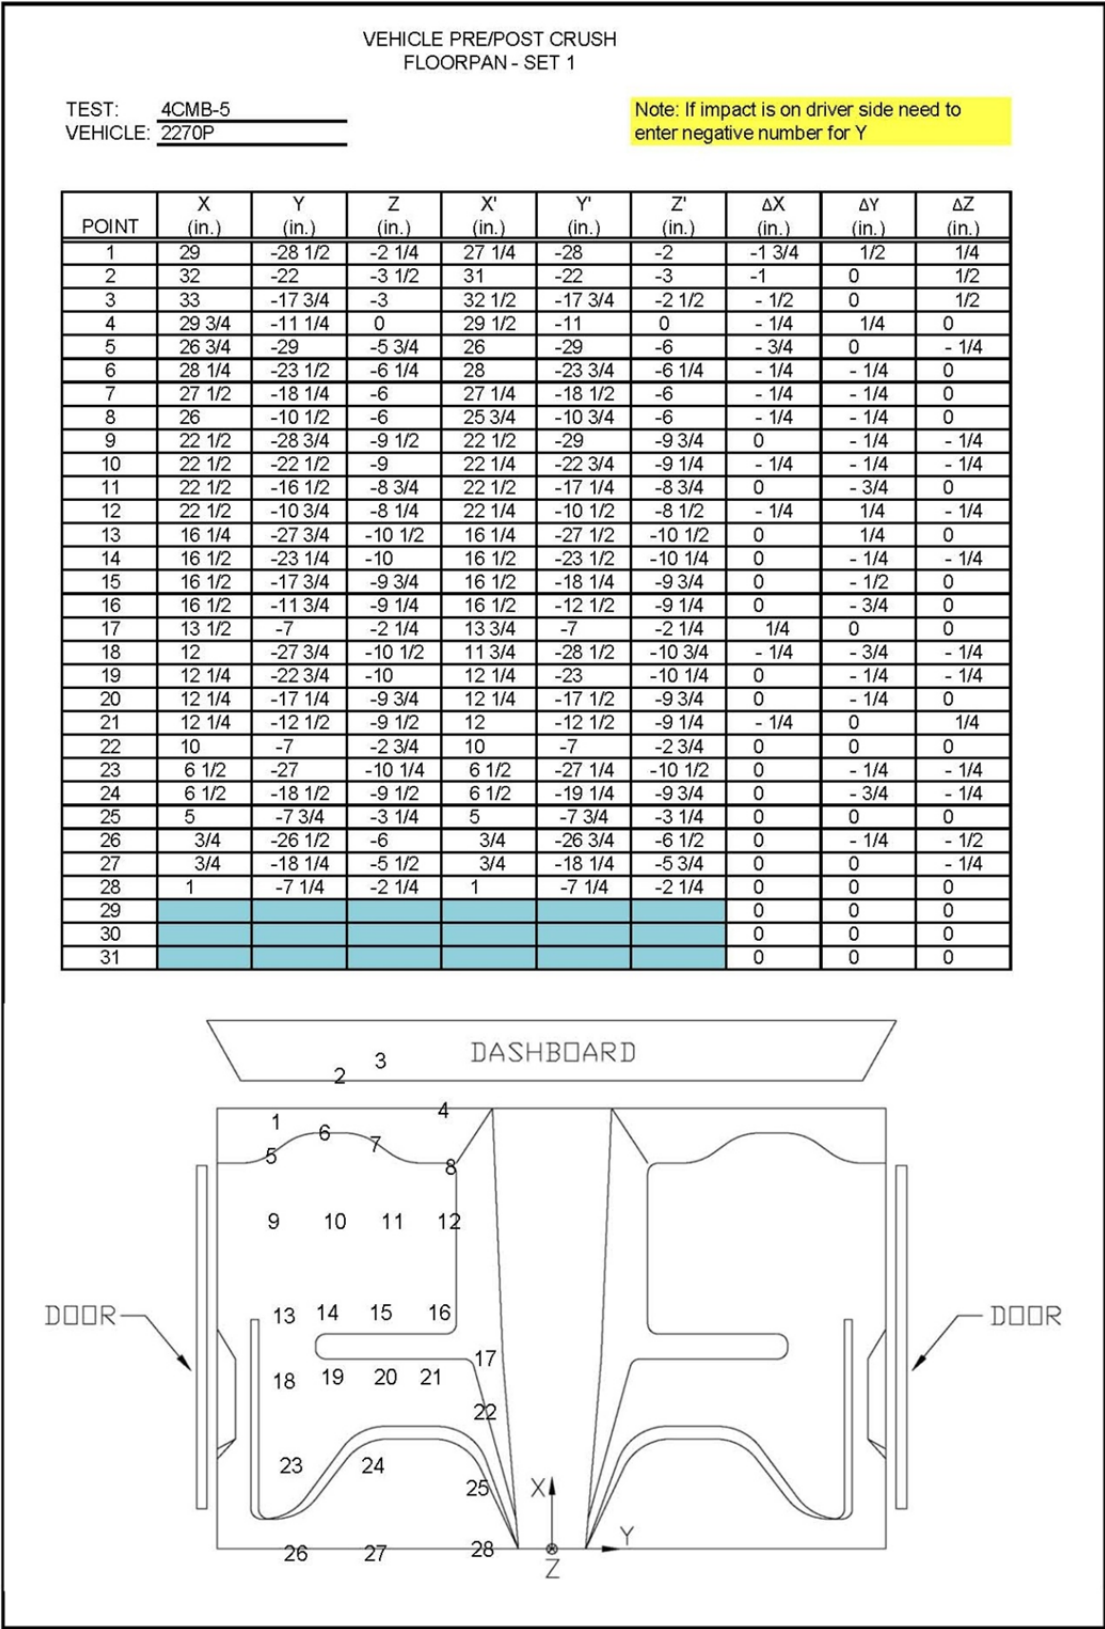 VEHICLE PRE/POST CRUSH
FLOORPAN - SET 1
TEST: 4CMB-5
VEHICLE: 2270P
Note: If impact is on driver side need to
enter negative number for Y
POINT X (in.) Y (in.) Z (in.) X' (in.) Y' (in.) Z' (in.) ΔX (in.) ΔY (in.) ΔZ (in.)
1 29 -28 1/2 -2 1/4 27 1/4 -28 -2 -1 3/4 1/2 1/4
2 32 -22 -3 1/2 31 -22 -3 -1 0 1/2
3 33 -17 3/4 -3 32 1/2 -17 3/4 -2 1/2 - 1/2 0 1/2
4 29 3/4 -11 1/4 0 29 1/2 -11 0 - 1/4 1/4 0
5 26 3/4 -29 -5 3/4 26 -29 -6 - 3/4 0 - 1/4
6 28 1/4 -23 1/2 -6 1/4 28 -23 3/4 -6 1/4 - 1/4 - 1/4 0
7 27 1/2 -18 1/4 -6 27 1/4 -18 1/2 -6 - 1/4 - 1/4 0
8 26 -10 1/2 -6 25 3/4 -10 3/4 -6 - 1/4 - 1/4 0
9 22 1/2 -28 3/4 -9 1/2 22 1/2 -29 -9 3/4 0 - 1/4 - 1/4
10 22 1/2 -22 1/2 -9 22 1/4 -22 3/4 -9 1/4 - 1/4 - 1/4 - 1/4
11 22 1/2 -16 1/2 -8 3/4 22 1/2 -17 1/4 -8 3/4 0 - 3/4 0
12 22 1/2 -10 3/4 -8 1/4 22 1/4 -10 1/2 -8 1/2 - 1/4 1/4 - 1/4
13 16 1/4 -27 3/4 -10 1/2 16 1/4 -27 1/2 -10 1/2 0 1/4 0
14 16 1/2 -23 1/4 -10 16 1/2 -23 1/2 -10 1/4 0 - 1/4 - 1/4
15 16 1/2 -17 3/4 -9 3/4 16 1/2 -18 1/4 -9 3/4 0 - 1/2 0
16 16 1/2 -11 3/4 -9 1/4 16 1/2 -12 1/2 -9 1/4 0 - 3/4 0
17 13 1/2 -7 -2 1/4 13 3/4 -7 -2 1/4 1/4 0 0
18 12 -27 3/4 -10 1/2 11 3/4 -28 1/2 -10 3/4 - 1/4 - 3/4 - 1/4
19 12 1/4 -22 3/4 -10 12 1/4 -23 -10 1/4 0 - 1/4 - 1/4
20 12 1/4 -17 1/4 -9 3/4 12 1/4 -17 1/2 -9 3/4 0 - 1/4 0
21 12 1/4 -12 1/2 -9 1/2 12 -12 1/2 -9 1/4 - 1/4 0 1/4
22 10 -7 -2 3/4 10 -7 -2 3/4 0 0 0
23 6 1/2 -27 -10 1/4 6 1/2 -27 1/4 -10 1/2 0 - 1/4 - 1/4
24 6 1/2 -18 1/2 -9 1/2 6 1/2 -19 1/4 -9 3/4 0 - 3/4 - 1/4
25 5 -7 3/4 -3 1/4 5 -7 3/4 -3 1/4 0 0 0
26 3/4 -26 1/2 -6 3/4 -26 3/4 -6 1/2 0 - 1/4 - 1/2
27 3/4 -18 1/4 -5 1/2 3/4 -18 1/4 -5 3/4 0 0 - 1/4
28 1 -7 1/4 -2 1/4 1 -7 1/4 -2 1/4 0 0 0
29 0 0 0
30 0 0 0
31 0 0 0
DASHBOARD
3
2
4
1
6
7
5
8
9 10 11 12
DOOR
13 14 15 16
DOOR
17
18 19 20 21
22
23 24
25
X
Y
26 27 28
Z